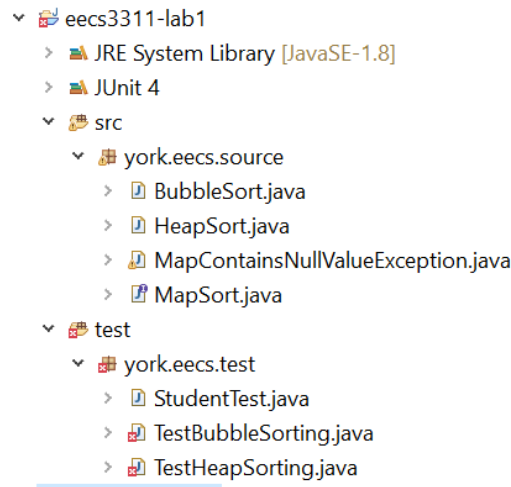 eecs3311-lab1
JRE System Library [JavaSE-1.8]
JUnit 4
src
york.eecs.source
BubbleSort.java
HeapSort.java
MapContainsNullValueException.java
MapSort.java
test
york.eecs.test
StudentTest.java
TestBubbleSorting.java
TestHeapSorting.java